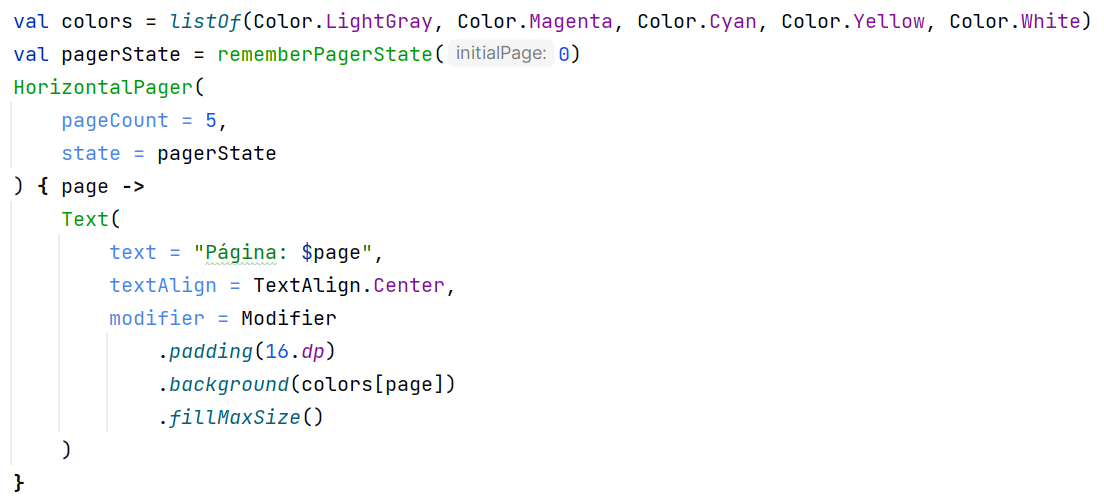 val colors = listOf(Color.LightGray, Color.Magenta, Color.Cyan, Color.Yellow, Color.White)
val pagerState = rememberPagerState( initialPage: 0)
HorizontalPager(
    pageCount = 5,
    state = pagerState
) { page ->
    Text(
        text = "Página: $page",
        textAlign = TextAlign.Center,
        modifier = Modifier
            .padding(16.dp)
            .background(colors[page])
            .fillMaxSize()
    )
}